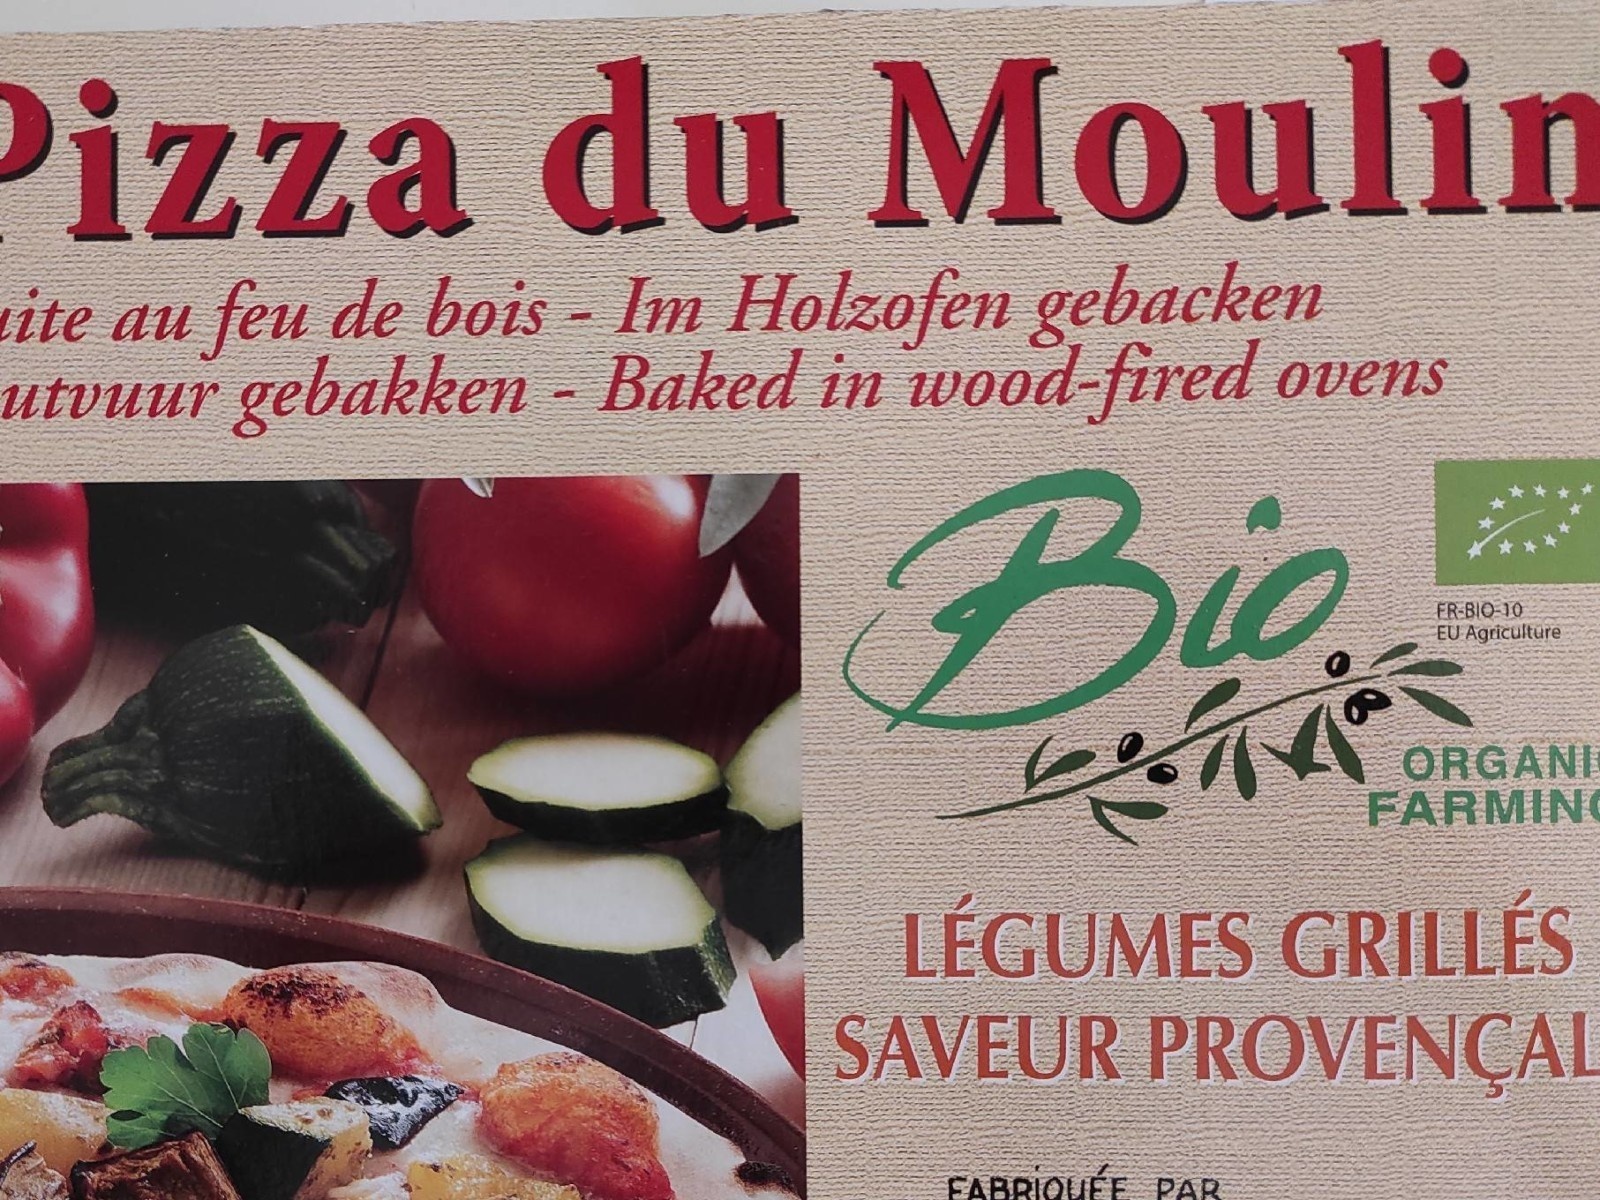 Pizza du Moulin
uite au feu de bois - Im Holzofen gebacken
utvuur gebakken - Baked in wood-fired ovens
Bio
FR-BIO-10
EU Agriculture
ORGANIC
FARMING
LÉGUMES GRILLÉS
SAVEUR PROVENÇAL
FABRIQUÉE PAR